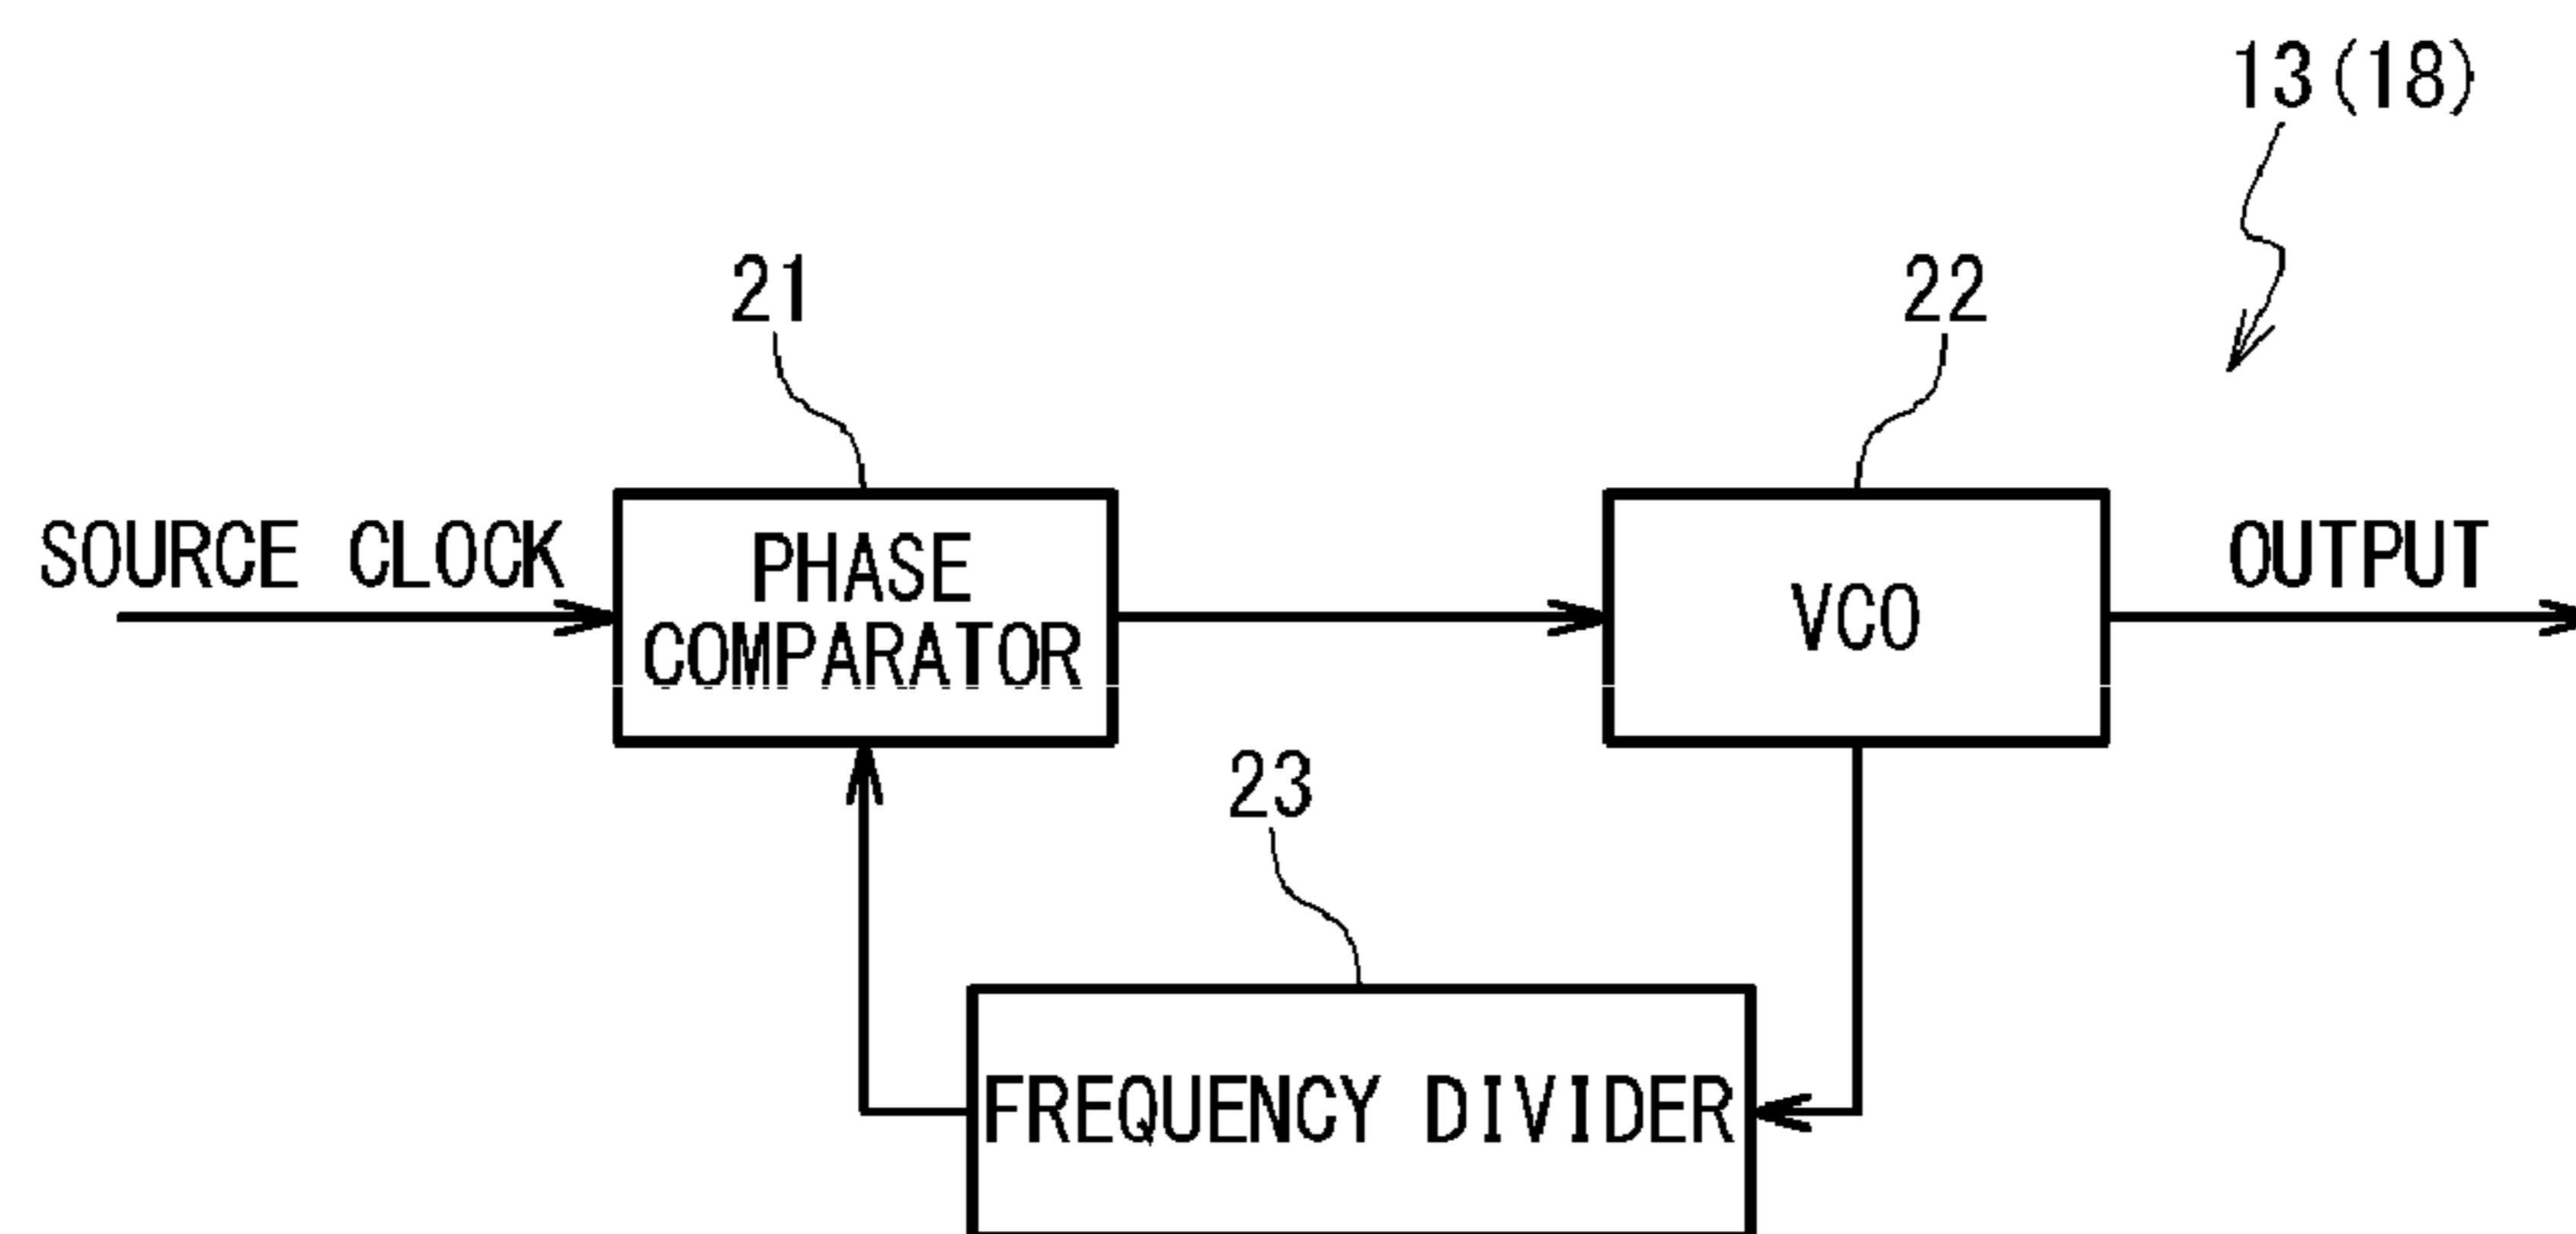 13(18)
21
22
SOURCE CLOCK
PHASE
COMPARATOR
VCO
OUTPUT
23
FREQUENCY DIVIDER